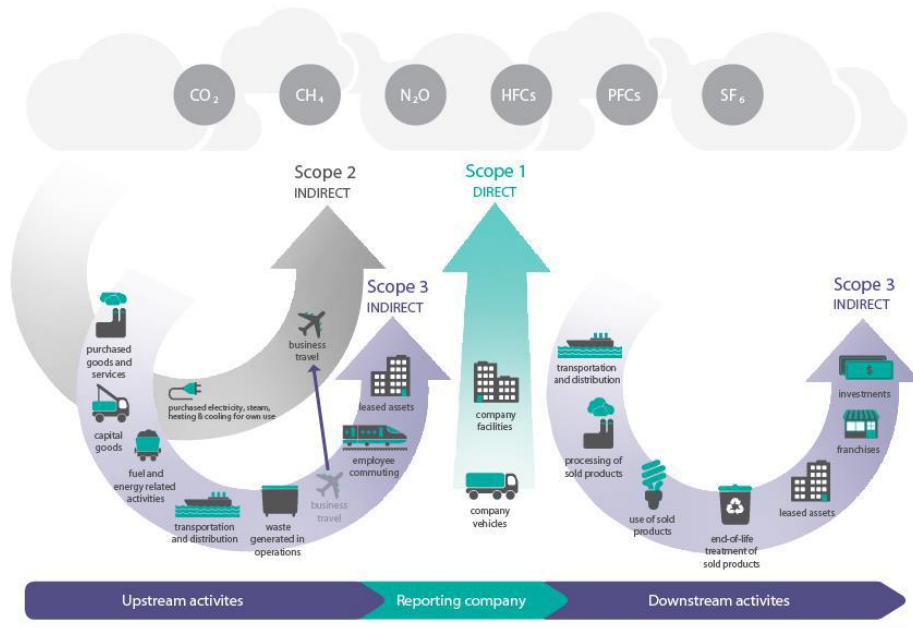 CO₂
CH₄
N₂O
HFCs
PFCs
SF₆
Scope 2
INDIRECT
Scope 1
DIRECT
Scope 3
INDIRECT
Scope 3
INDIRECT
purchased
goods and
services
capital
goods
fuel and
energy related
activities
transportation
and distribution
waste
generated in
operations
business
travel
purchased electricity, steam,
heating & cooling for own use
business
travel
employee
commuting
leased assets
company
facilities
company
vehicles
transportation
and distribution
processing of
sold products
use of sold
products
end-of-life
treatment of
sold products
leased assets
franchises
$
investments
Upstream activites
Reporting company
Downstream activites